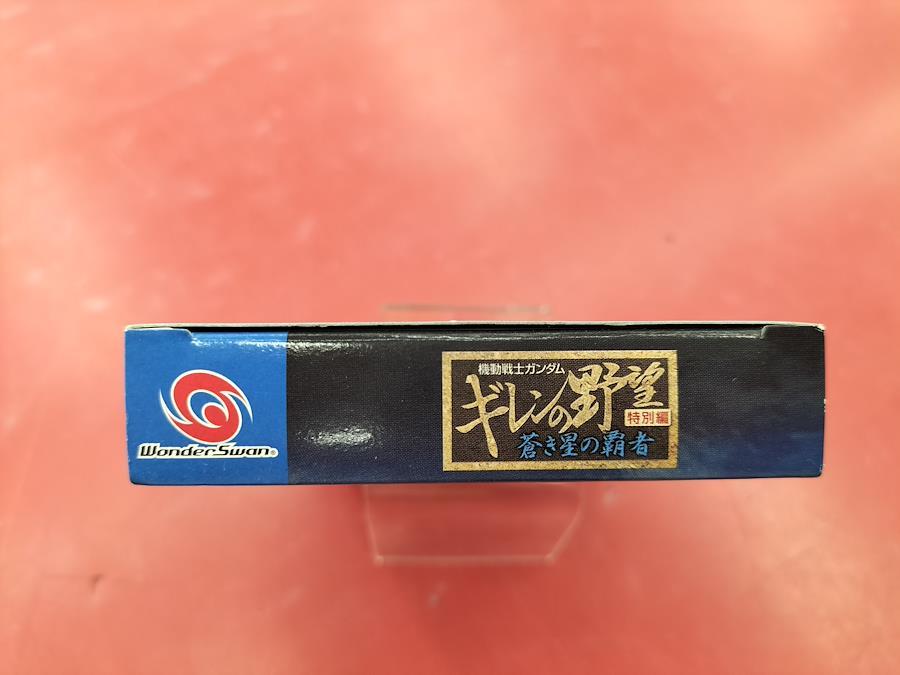 WonderSwan®
機動戦士ガンダム
ギレンの野望
特別編
蒼き星の覇者